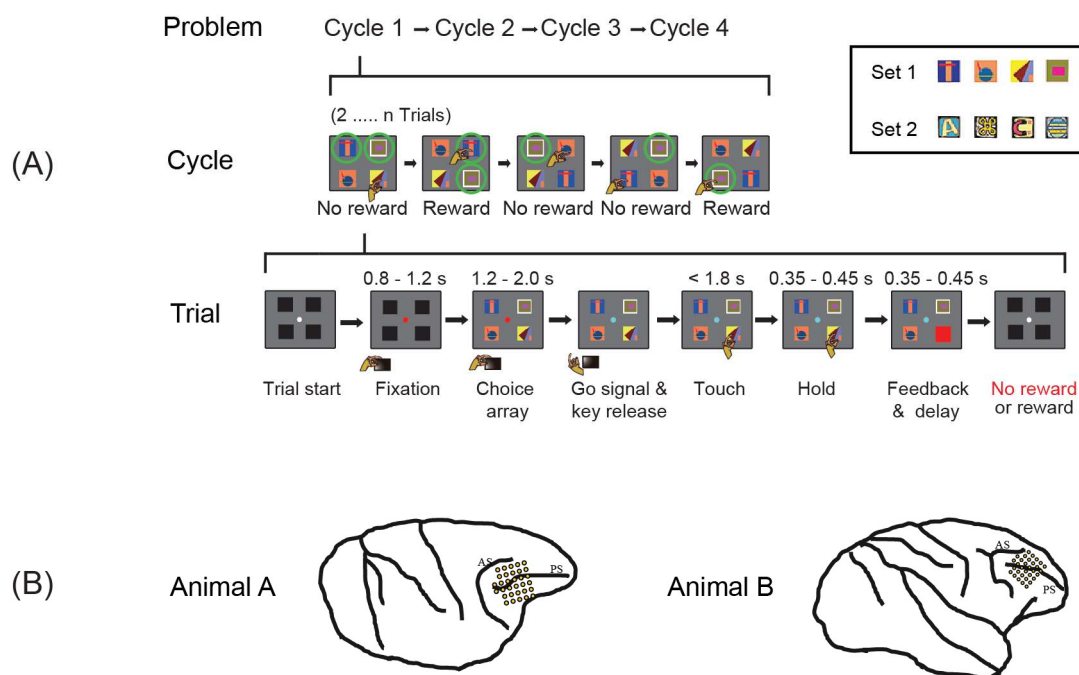 Problem
Cycle 1 → Cycle 2 → Cycle 3 → Cycle 4
Set 1
Set 2
(A)
(2 ..... n Trials)
Cycle
No reward
Reward
No reward
No reward
Reward
Trial
0.8 - 1.2 s
1.2 - 2.0 s
< 1.8 s
0.35 - 0.45 s
0.35 - 0.45 s
Trial start
Fixation
Choice
array
Go signal &
key release
Touch
Hold
Feedback
& delay
No reward
or reward
(B)
Animal A
AS
PS
Animal B
AS
PS